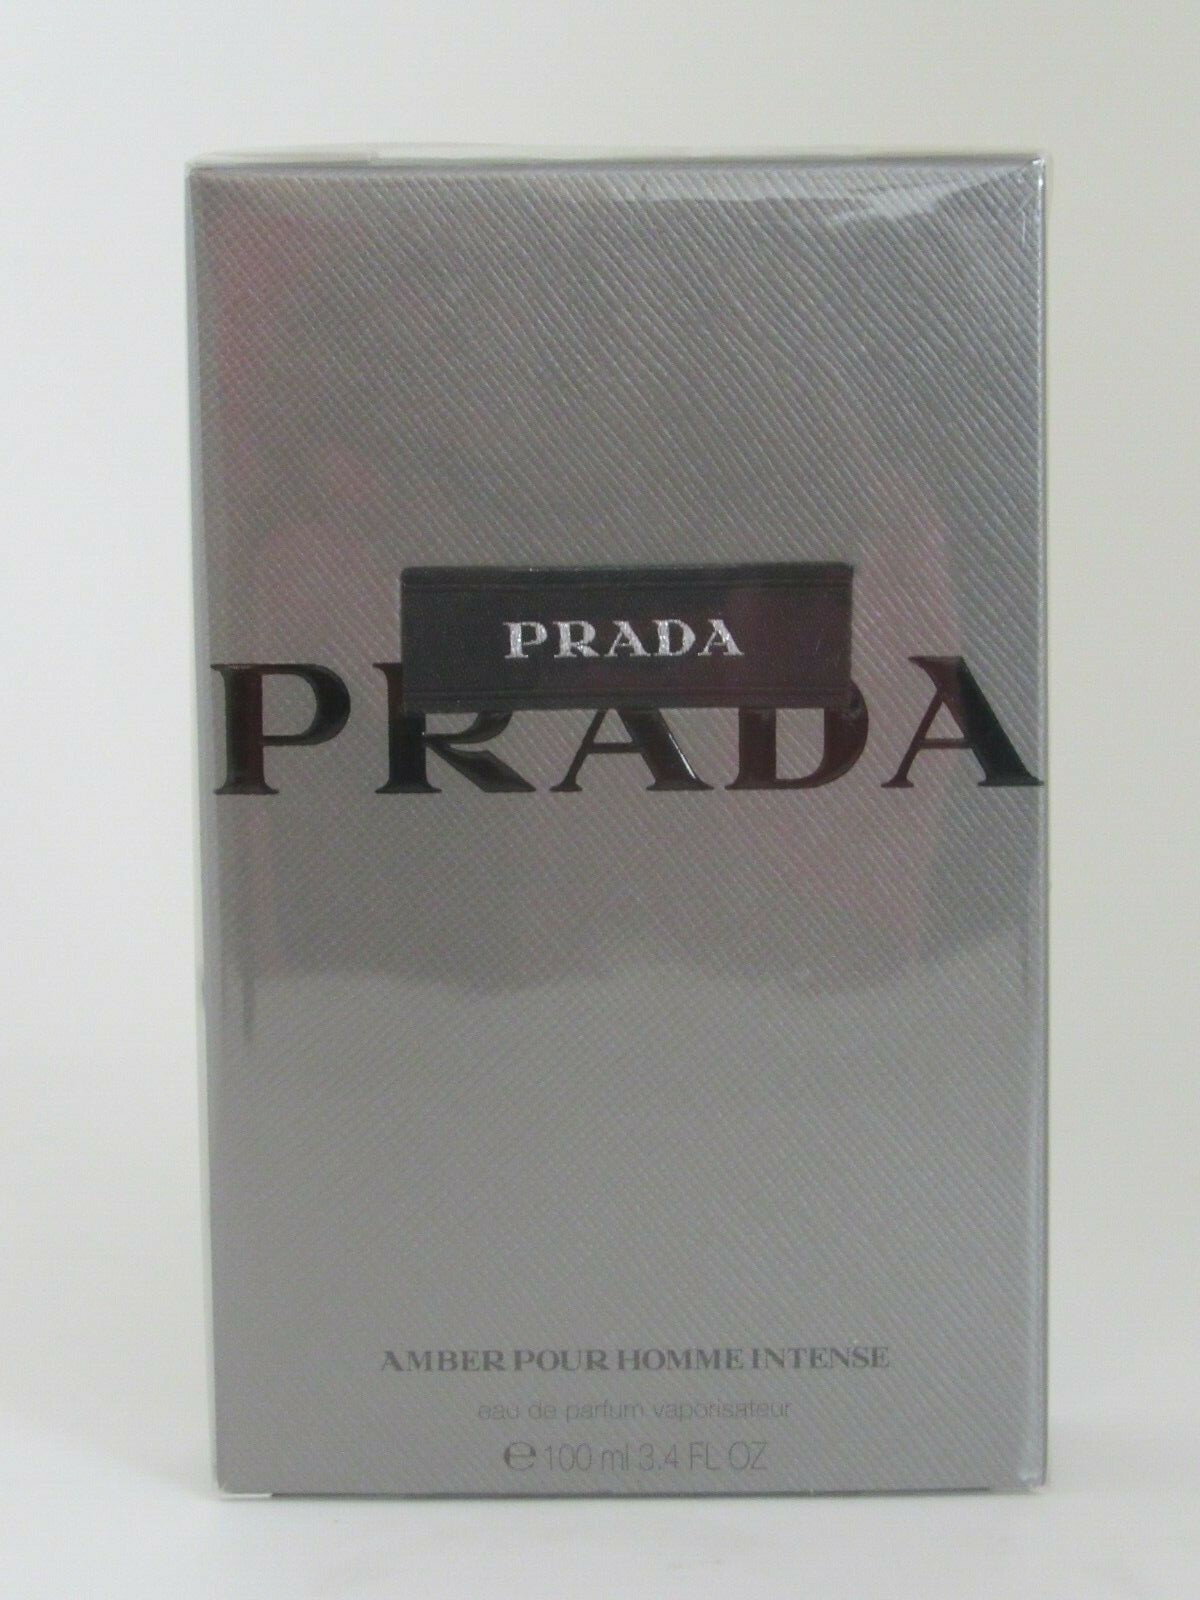 PRADA
PRADA
AMBER POUR HOMME INTENSE
eau de parfum vaporisateur
℮ 100 ml 3.4 FL OZ